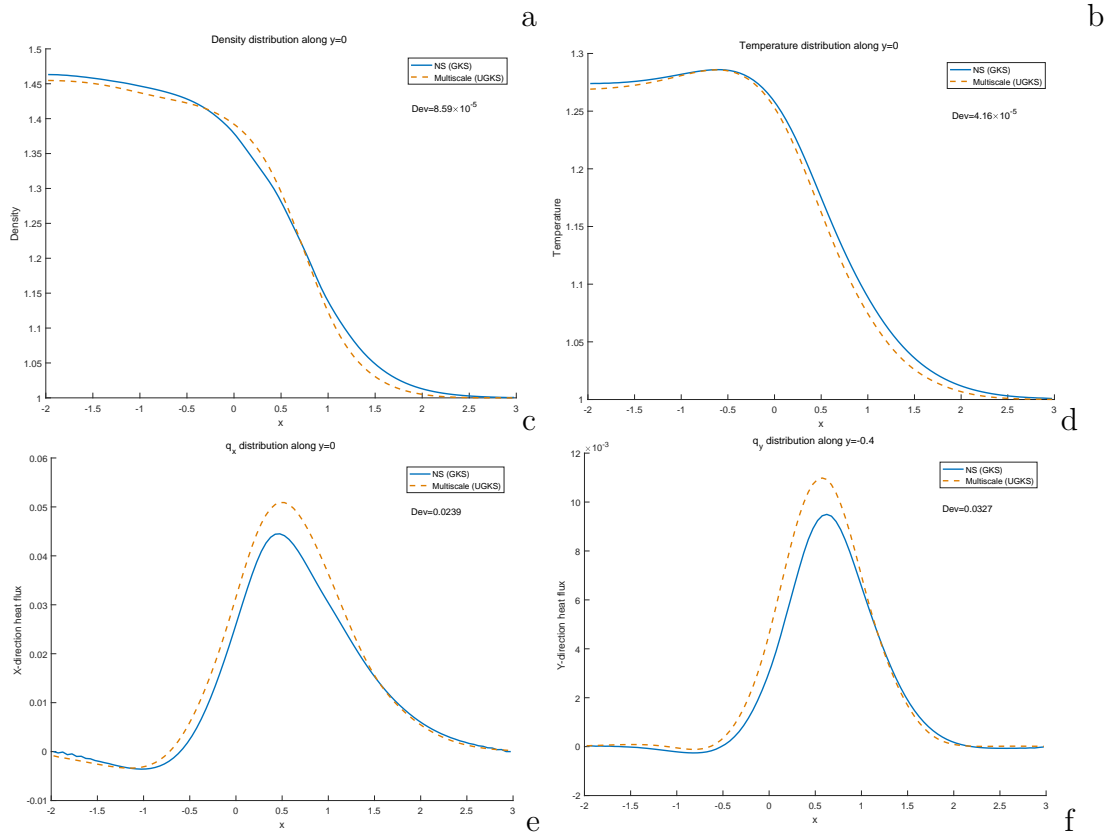 a
b
Density distribution along y=0
1.5
1.45
1.4
1.35
1.3
1.25
1.2
1.15
1.1
1.05
1
Density
NS (GKS)
Multiscale (UGKS)
Dev=8.59×10-5
-2 -1.5 -1 -0.5 0 0.5 1 1.5 2 2.5 3
x
Temperature distribution along y=0
1.3
1.25
1.2
1.15
1.1
1.05
1
Temperature
NS (GKS)
Multiscale (UGKS)
Dev=4.16×10-5
-2 -1.5 -1 -0.5 0 0.5 1 1.5 2 2.5 3
x
c
d
qx distribution along y=0
0.06
0.05
0.04
0.03
0.02
0.01
0
-0.01
X-direction heat flux
NS (GKS)
Multiscale (UGKS)
Dev=0.0239
-2 -1.5 -1 -0.5 0 0.5 1 1.5 2 2.5 3
x
qy distribution along y=-0.4
×10-3
12
10
8
6
4
2
0
-2
Y-direction heat flux
NS (GKS)
Multiscale (UGKS)
Dev=0.0327
-2 -1.5 -1 -0.5 0 0.5 1 1.5 2 2.5 3
x
e
f